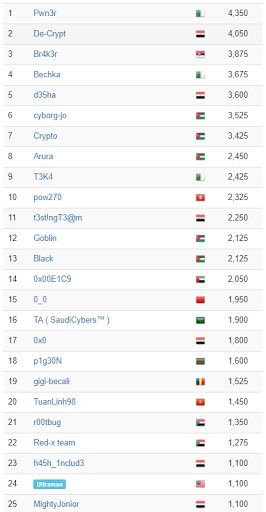 1 Pwn3r 4,350
2 De-Crypt 4,050
3 Br4k3r 3,875
4 Bechka 3,675
5 d35ha 3,600
6 cyborg-jo 3,525
7 Crypto 3,425
8 Arura 2,450
9 T3K4 2,425
10 pow270 2,325
11 t3st!ngT3@m 2,250
12 Goblin 2,125
13 Black 2,125
14 0x00E1C9 2,050
15 0_0 1,950
16 TA ( SaudiCybers™ ) 1,900
17 0x0 1,800
18 p1g30N 1,600
19 gigi-becali 1,525
20 TuanLinh98 1,450
21 r00tbug 1,350
22 Red-x team 1,275
23 h45h_1nclud3 1,100
24 Ultraman 1,100
25 MightyJonior 1,100